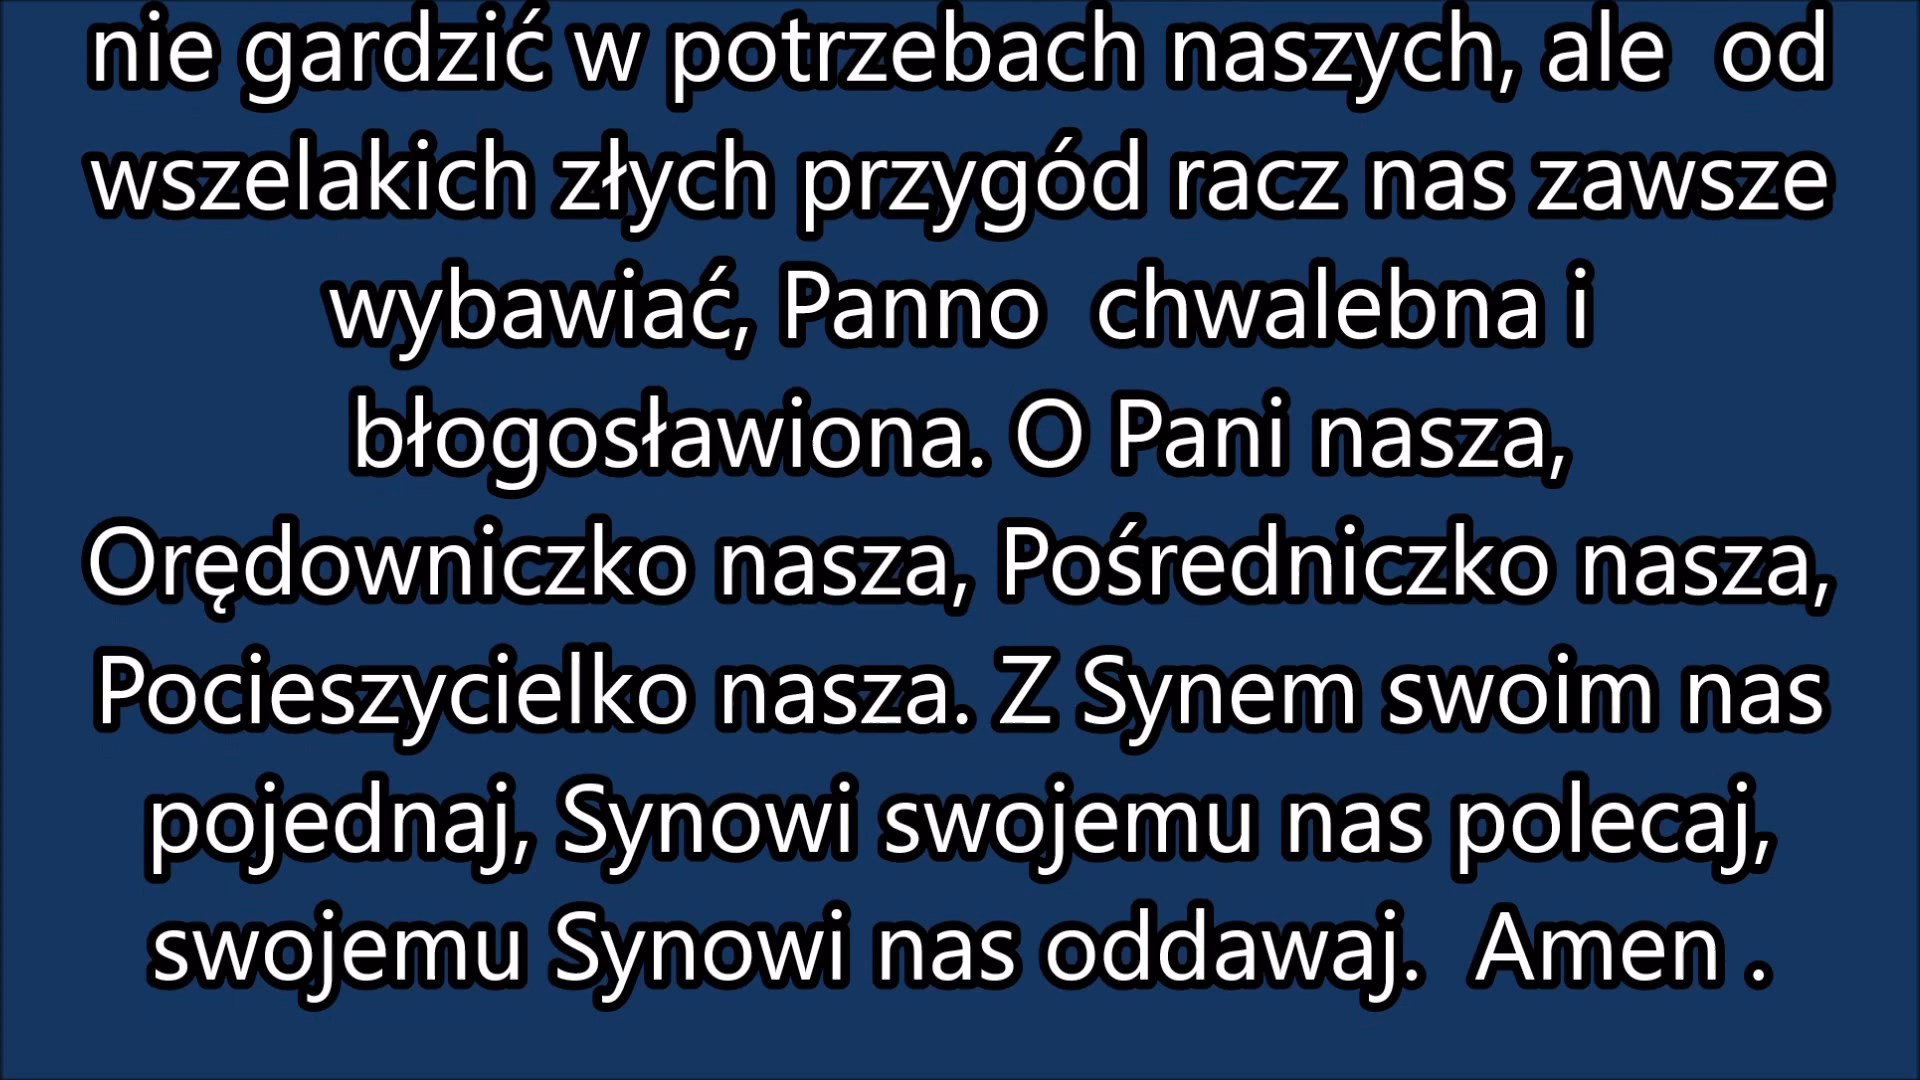 nie gardzić w potrzebach naszych, ale  od
wszelakich złych przygód racz nas zawsze
wybawiać, Panno  chwalebna i
błogosławiona. O Pani nasza,
Orędowniczko nasza, Pośredniczko nasza,
Pocieszycielko nasza. Z Synem swoim nas
pojednaj, Synowi swojemu nas polecaj,
swojemu Synowi nas oddawaj.  Amen .